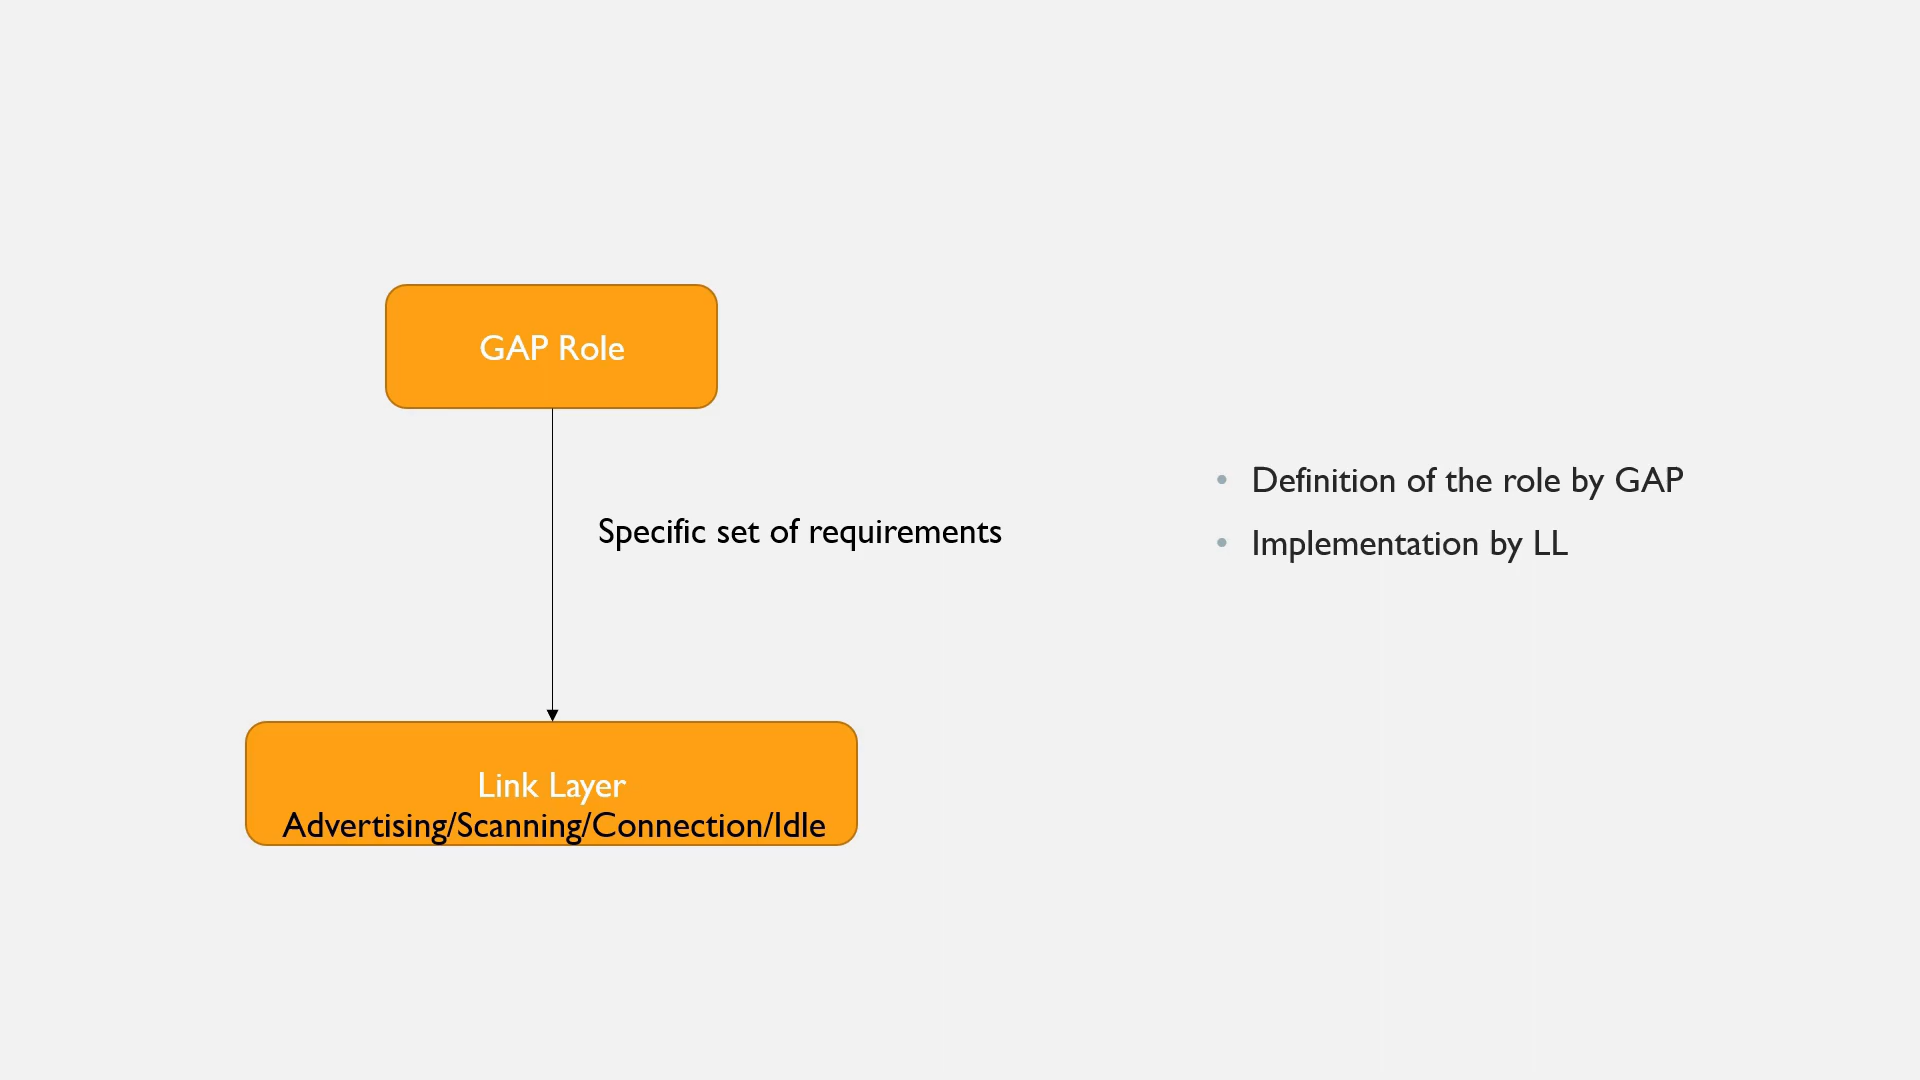 GAP Role
Specific set of requirements
Link Layer
Advertising/Scanning/Connection/Idle
• Definition of the role by GAP
• Implementation by LL